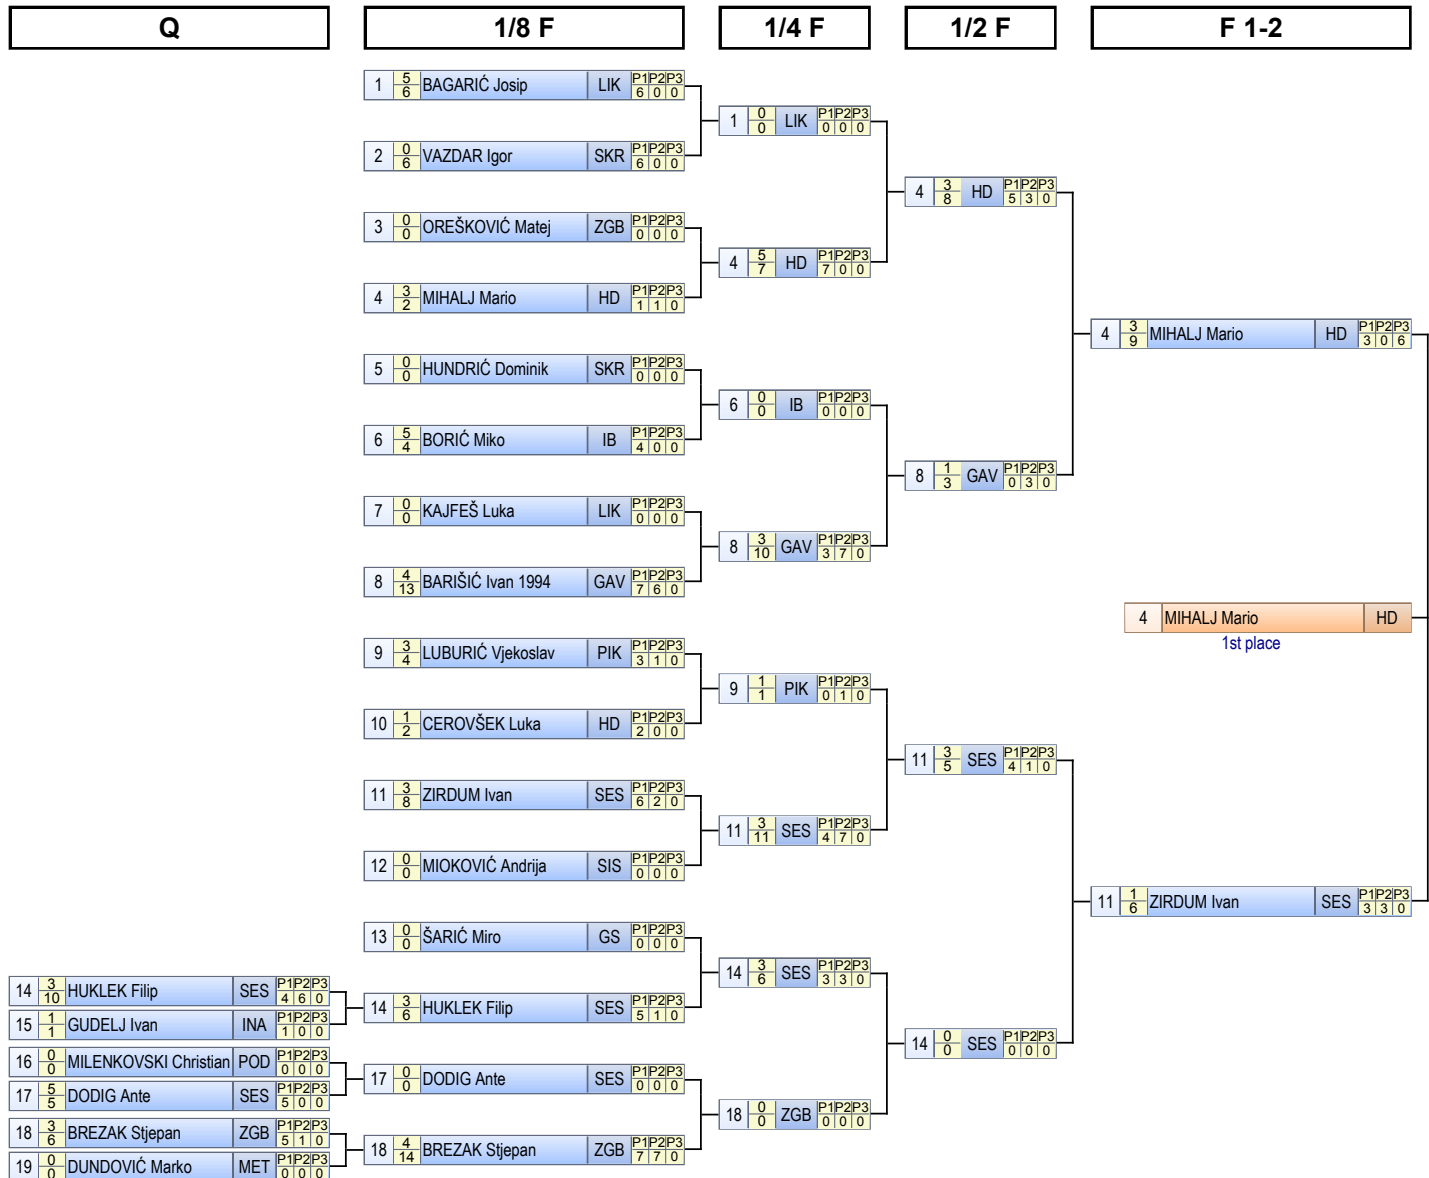 Q
1/8 F
1/4 F
1/2 F
F 1-2
1 5 6 BAGARIĆ Josip LIK P1 P2 P3 6 0 0
1 0 0 LIK P1 P2 P3 0 0 0
2 0 6 VAZDAR Igor SKR P1 P2 P3 6 0 0
4 3 8 HD P1 P2 P3 5 3 0
3 0 0 OREŠKOVIĆ Matej ZGB P1 P2 P3 0 0 0
4 5 7 HD P1 P2 P3 7 0 0
4 3 2 MIHALJ Mario HD P1 P2 P3 1 1 0
4 3 9 MIHALJ Mario HD P1 P2 P3 3 0 6
5 0 0 HUNDRIĆ Dominik SKR P1 P2 P3 0 0 0
6 0 0 IB P1 P2 P3 0 0 0
6 5 4 BORIĆ Miko IB P1 P2 P3 4 0 0
8 1 3 GAV P1 P2 P3 0 3 0
7 0 0 KAJFEŠ Luka LIK P1 P2 P3 0 0 0
8 3 10 GAV P1 P2 P3 3 7 0
8 4 13 BARIŠIĆ Ivan 1994 GAV P1 P2 P3 7 6 0
4 MIHALJ Mario HD
1st place
9 3 4 LUBURIĆ Vjekoslav PIK P1 P2 P3 3 1 0
9 1 1 PIK P1 P2 P3 0 1 0
10 1 2 CEROVŠEK Luka HD P1 P2 P3 2 0 0
11 3 5 SES P1 P2 P3 4 1 0
11 3 8 ZIRDUM Ivan SES P1 P2 P3 6 2 0
11 3 11 SES P1 P2 P3 4 7 0
12 0 0 MIOKOVIĆ Andrija SIS P1 P2 P3 0 0 0
11 1 6 ZIRDUM Ivan SES P1 P2 P3 3 3 0
13 0 0 ŠARIĆ Miro GS P1 P2 P3 0 0 0
14 3 6 SES P1 P2 P3 3 3 0
14 3 10 HUKLEK Filip SES P1 P2 P3 4 6 0
14 3 6 HUKLEK Filip SES P1 P2 P3 5 1 0
15 1 1 GUDELJ Ivan INA P1 P2 P3 1 0 0
14 0 0 SES P1 P2 P3 0 0 0
16 0 0 MILENKOVSKI Christian POD P1 P2 P3 0 0 0
17 0 0 DODIG Ante SES P1 P2 P3 0 0 0
17 5 5 DODIG Ante SES P1 P2 P3 5 0 0
18 0 0 ZGB P1 P2 P3 0 0 0
18 3 6 BREZAK Stjepan ZGB P1 P2 P3 5 1 0
18 4 14 BREZAK Stjepan ZGB P1 P2 P3 7 7 0
19 0 0 DUNDOVIĆ Marko MET P1 P2 P3 0 0 0